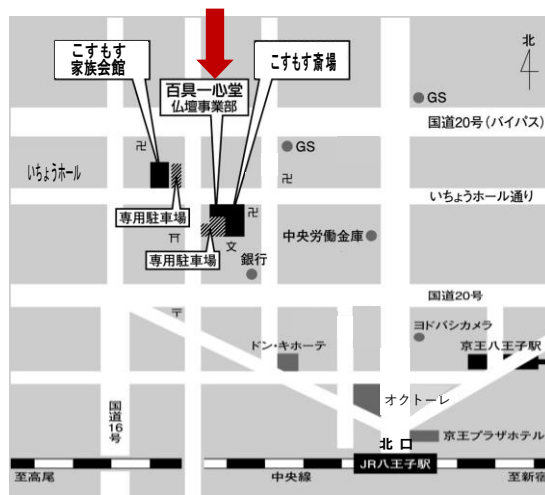 こすもす
家族会館
百具一心堂
仏壇事業部
こすもす斎場
北
GS
国道20号(バイパス)
卍
GS
いちょうホール
卍
いちょうホール通り
専用駐車場
卍
文
中央労働金庫
専用駐車場
銀行
国道20号
〒
ヨドバシカメラ
ドン・キホーテ
京王八王子駅
オクトーレ
国道16号
北口
京王プラザホテル
JR八王子駅
至高尾
中央線
至新宿